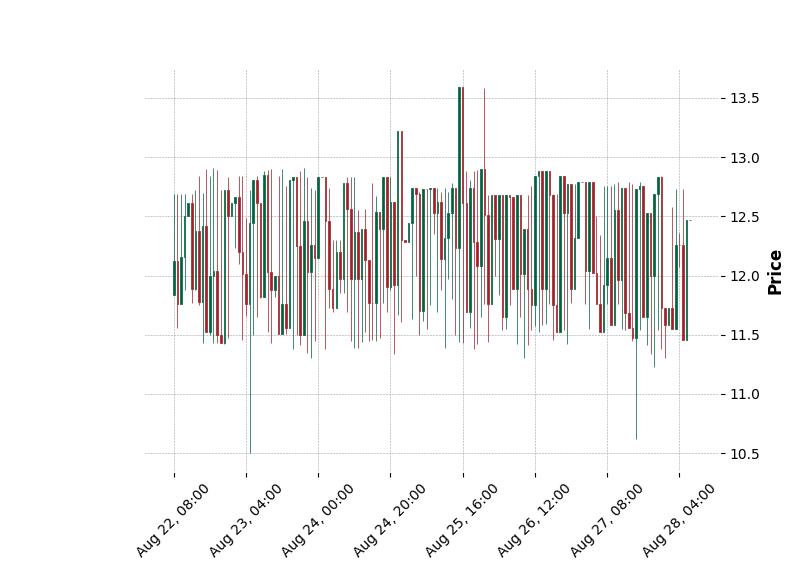 13.5
13.0
12.5
12.0
11.5
11.0
10.5
Price
Aug 22, 08:00
Aug 23, 04:00
Aug 24, 00:00
Aug 24, 20:00
Aug 25, 16:00
Aug 26, 12:00
Aug 27, 08:00
Aug 28, 04:00